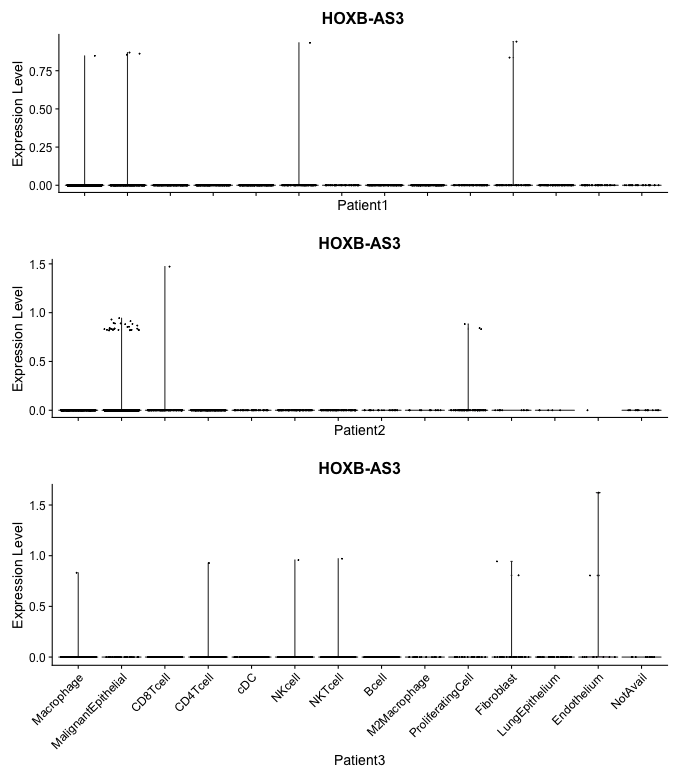 HOXB-AS3
Expression Level
0.75
0.50
0.25
0.00
Patient1
HOXB-AS3
Expression Level
1.5
1.0
0.5
0.0
Patient2
HOXB-AS3
Expression Level
1.5
1.0
0.5
0.0
Macrophage
MalignantEpithelial
CD8Tcell
CD4Tcell
cDC
NKcell
NKTcell
Bcell
M2Macrophage
ProliferatingCell
Fibroblast
LungEpithelium
Endothelium
NotAvail
Patient3